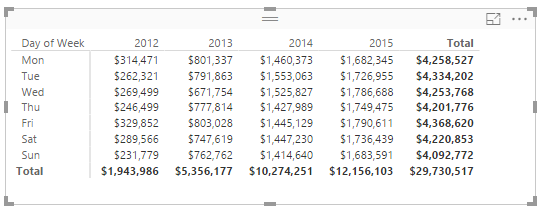 Day of Week 2012 2013 2014 2015 Total
Mon $314,471 $801,337 $1,460,373 $1,682,345 $4,258,527
Tue $262,321 $791,863 $1,553,063 $1,726,955 $4,334,202
Wed $269,499 $671,754 $1,525,827 $1,786,688 $4,253,768
Thu $246,499 $777,814 $1,427,989 $1,749,475 $4,201,776
Fri $329,852 $803,028 $1,445,129 $1,790,611 $4,368,620
Sat $289,566 $747,619 $1,447,230 $1,736,439 $4,220,853
Sun $231,779 $762,762 $1,414,640 $1,683,591 $4,092,772
Total $1,943,986 $5,356,177 $10,274,251 $12,156,103 $29,730,517